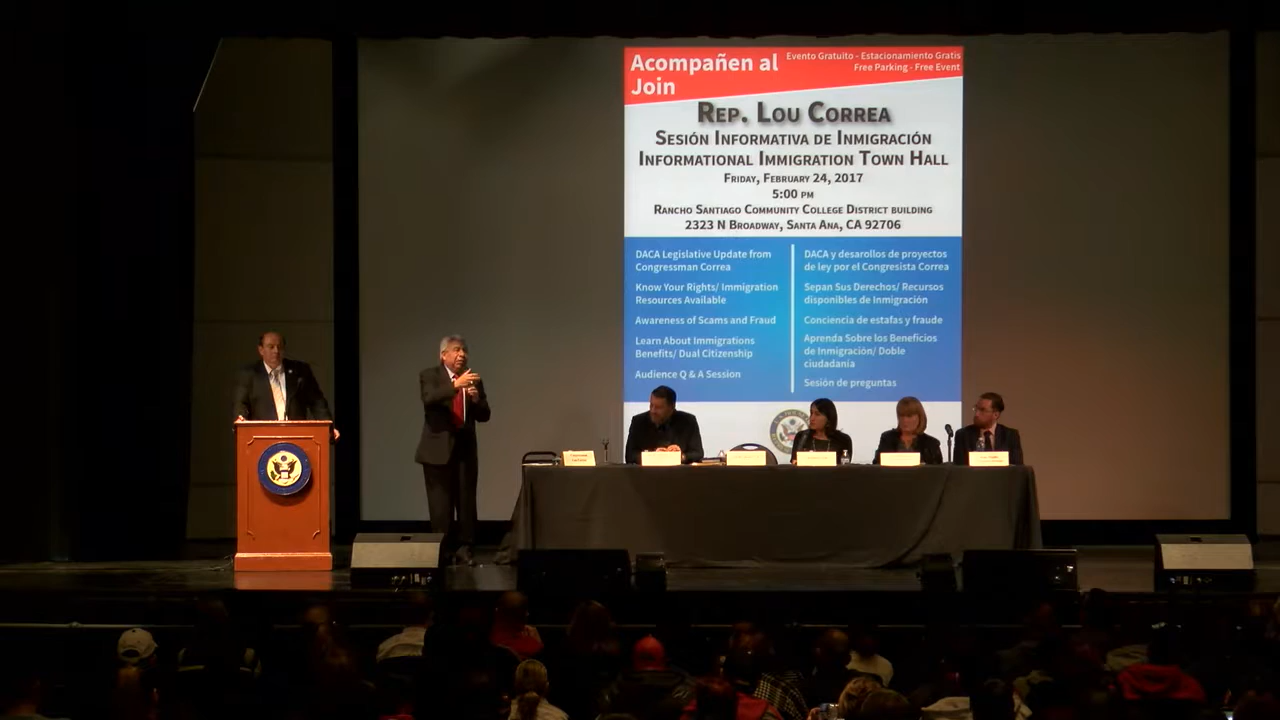 Acompañen al
Join
Evento Gratuito - Estacionamiento Gratis
Free Parking - Free Event
Rep. Lou Correa
Sesión Informativa de Inmigración
Informational Immigration Town Hall
Friday, February 24, 2017
5:00 pm
Rancho Santiago Community College District building
2323 N Broadway, Santa Ana, CA 92706
DACA Legislative Update from
Congressman Correa
Know Your Rights/ Immigration
Resources Available
Awareness of Scams and Fraud
Learn About Immigrations
Benefits/ Dual Citizenship
Audience Q & A Session
DACA y desarollos de proyectos
de ley por el Congresista Correa
Sepan Sus Derechos/ Recursos
disponibles de Inmigración
Conciencia de estafas y fraude
Aprenda Sobre los Beneficios
de Inmigración/ Doble
ciudadanía
Sesión de preguntas